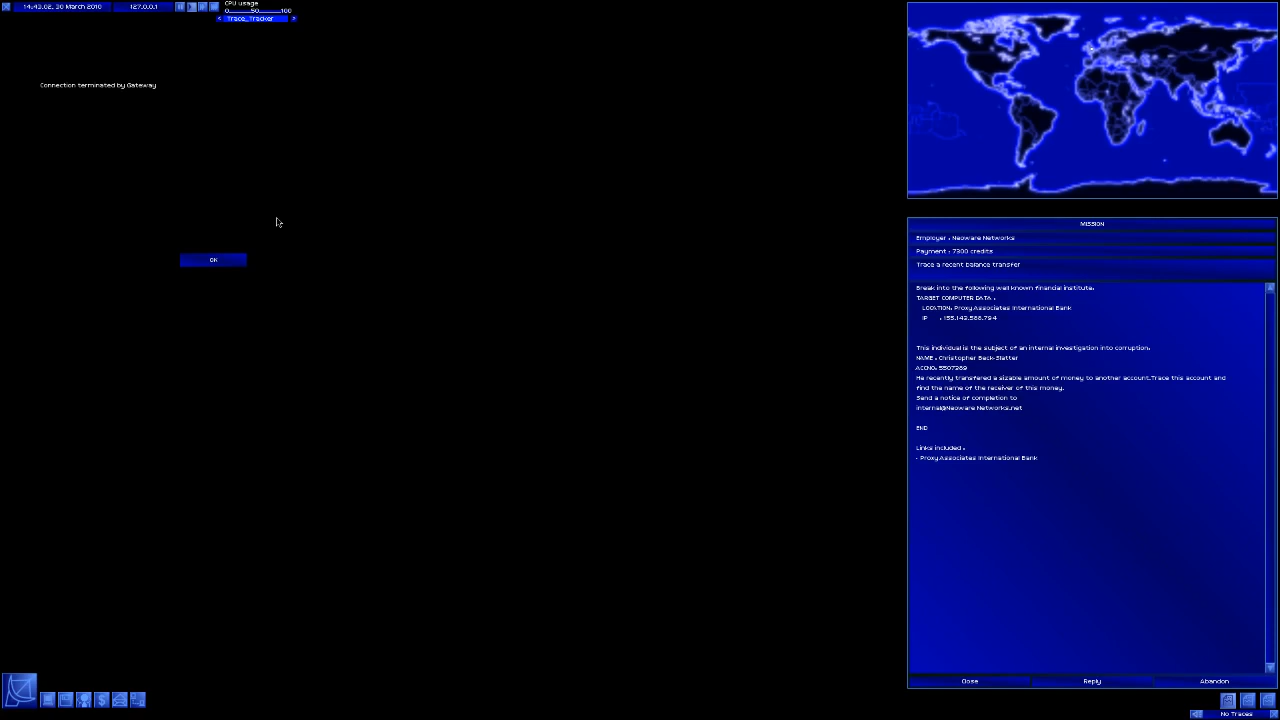 14:43.02, 30 March 2010
127.0.0.1
CPU usage
0 50 100
< Trace_Tracker >
Connection terminated by Gateway
OK
MISSION
Employer : Neoware Networks
Payment : 7300 credits
Trace a recent balance transfer
Break into the following well known financial institute.
TARGET COMPUTER DATA :
LOCATION: Proxy Associates International Bank
IP : 155.142.588.794
This individual is the subject of an internal investigation into corruption.
NAME : Christopher Back-Slatter
ACCNO: 5507289
He recently transfered a sizable amount of money to another account.Trace this account and
find the name of the receiver of this money.
Send a notice of completion to
internal@Neoware Networks.net
END
Links included :
- Proxy Associates International Bank
Close
Reply
Abandon
No Traces